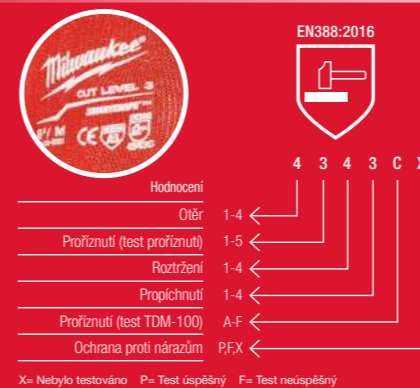 Milwaukee®
CUT LEVEL 3
EN388:2016
4 3 4 3 C X
Hodnocení
Otěr 1-4
Proříznutí (test proříznutí) 1-5
Roztržení 1-4
Propíchnutí 1-4
Proříznutí (test TDM-100) A-F
Ochrana proti nárazům P,F,X
X= Nebylo testováno P= Test úspěšný F= Test neúspěšný